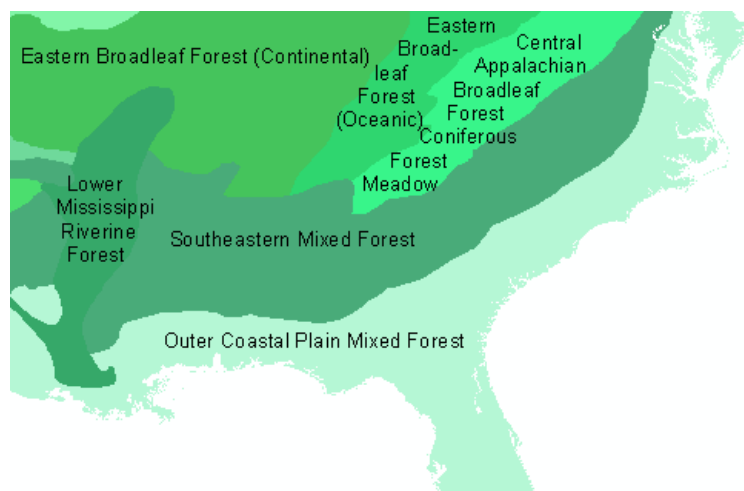 Eastern Broadleaf Forest (Continental)
Eastern
Broad-
leaf
Forest
(Oceanic)
Central
Appalachian
Broadleaf
Forest
Coniferous
Forest
Meadow
Lower
Mississippi
Riverine
Forest
Southeastern Mixed Forest
Outer Coastal Plain Mixed Forest